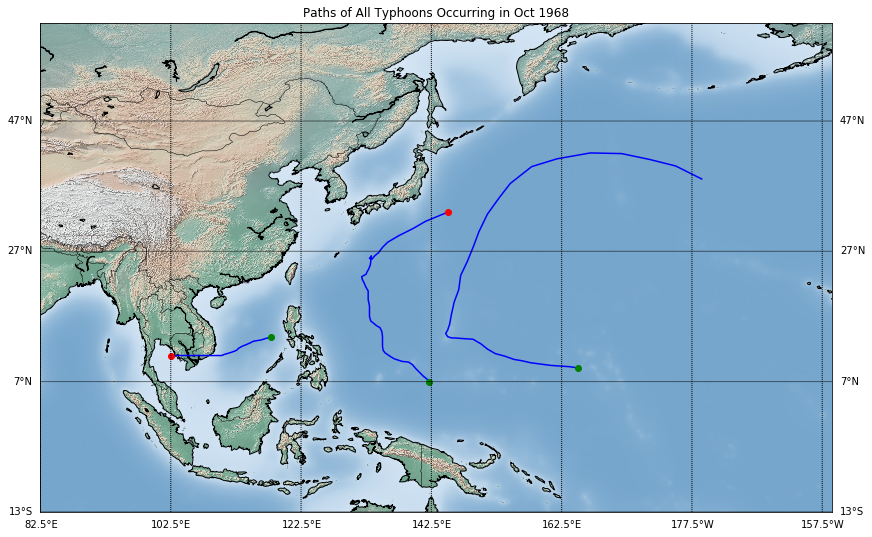 Paths of All Typhoons Occurring in Oct 1968
47°N 47°N
27°N 27°N
7°N 7°N
13°S 13°S
82.5°E 102.5°E 122.5°E 142.5°E 162.5°E 177.5°W 157.5°W